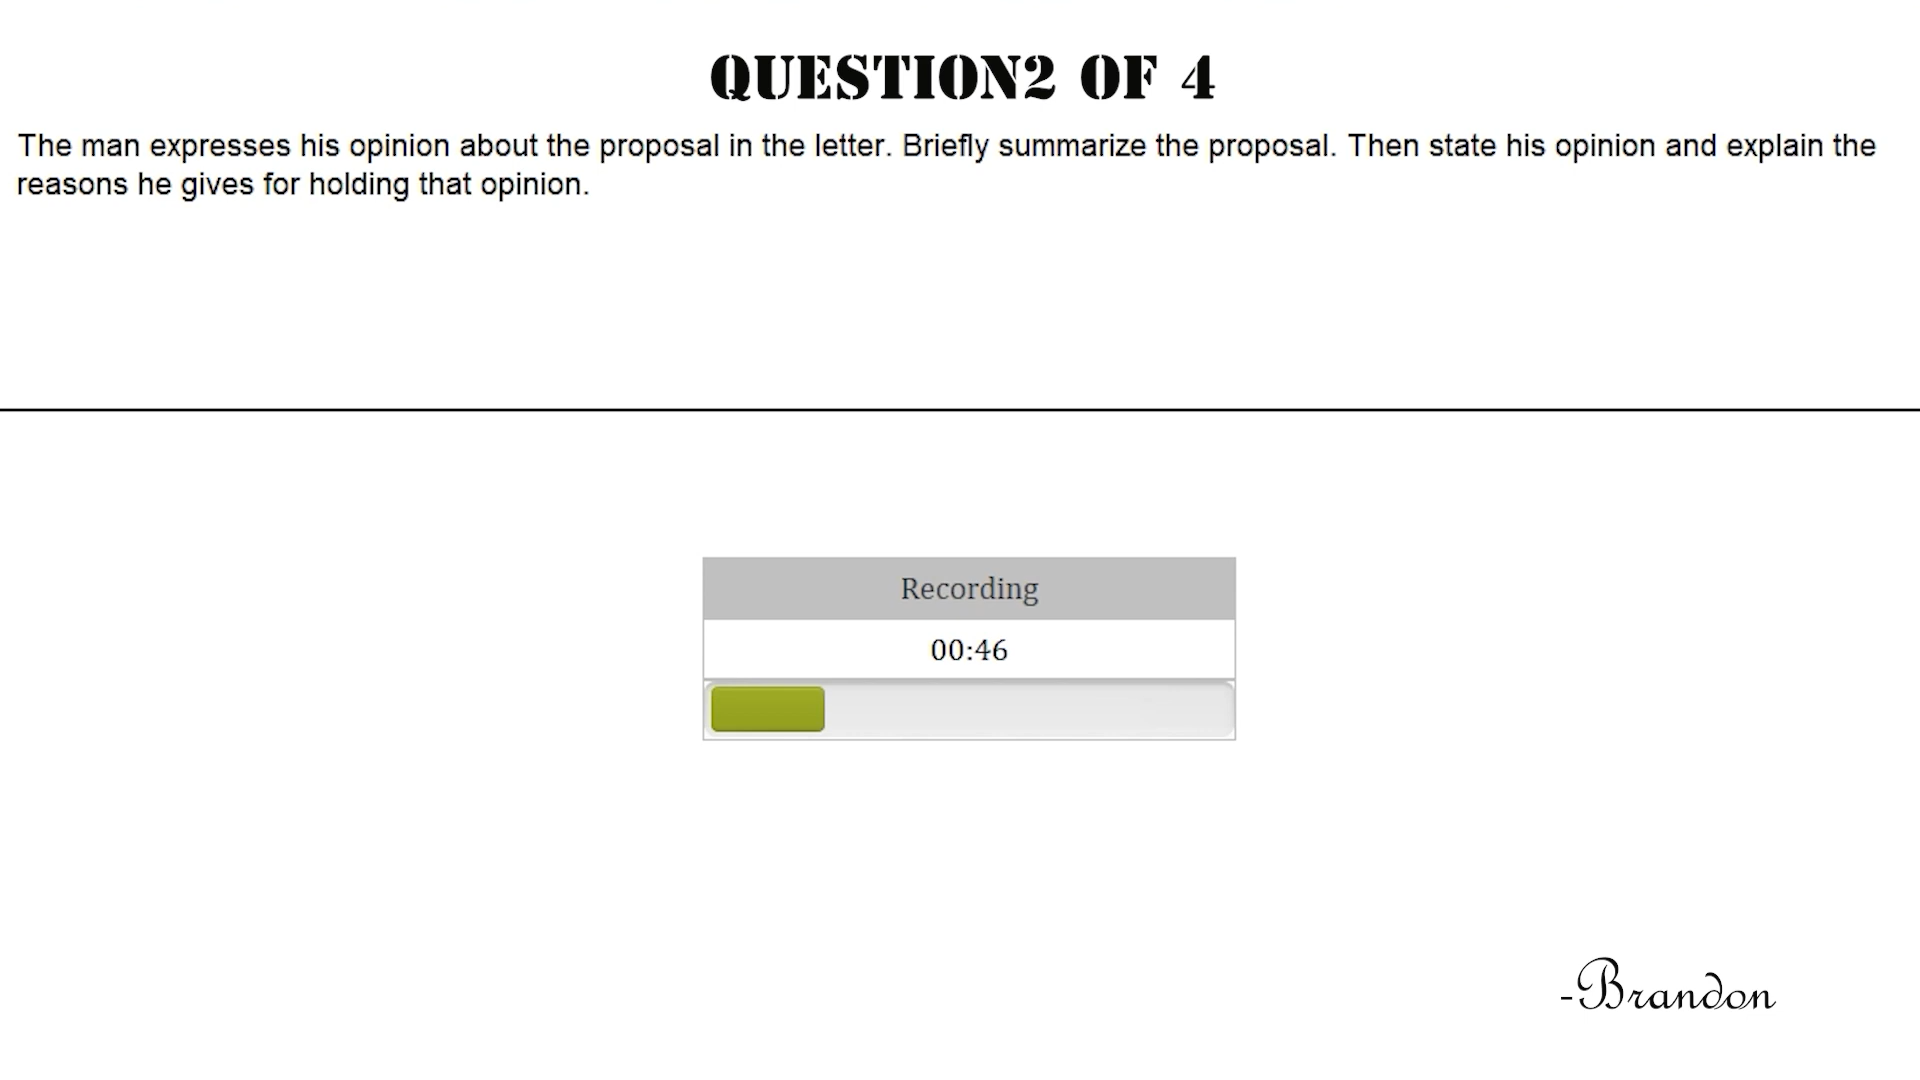 QUESTION2 OF 4
The man expresses his opinion about the proposal in the letter. Briefly summarize the proposal. Then state his opinion and explain the
reasons he gives for holding that opinion.
Recording
00:46
-Brandon